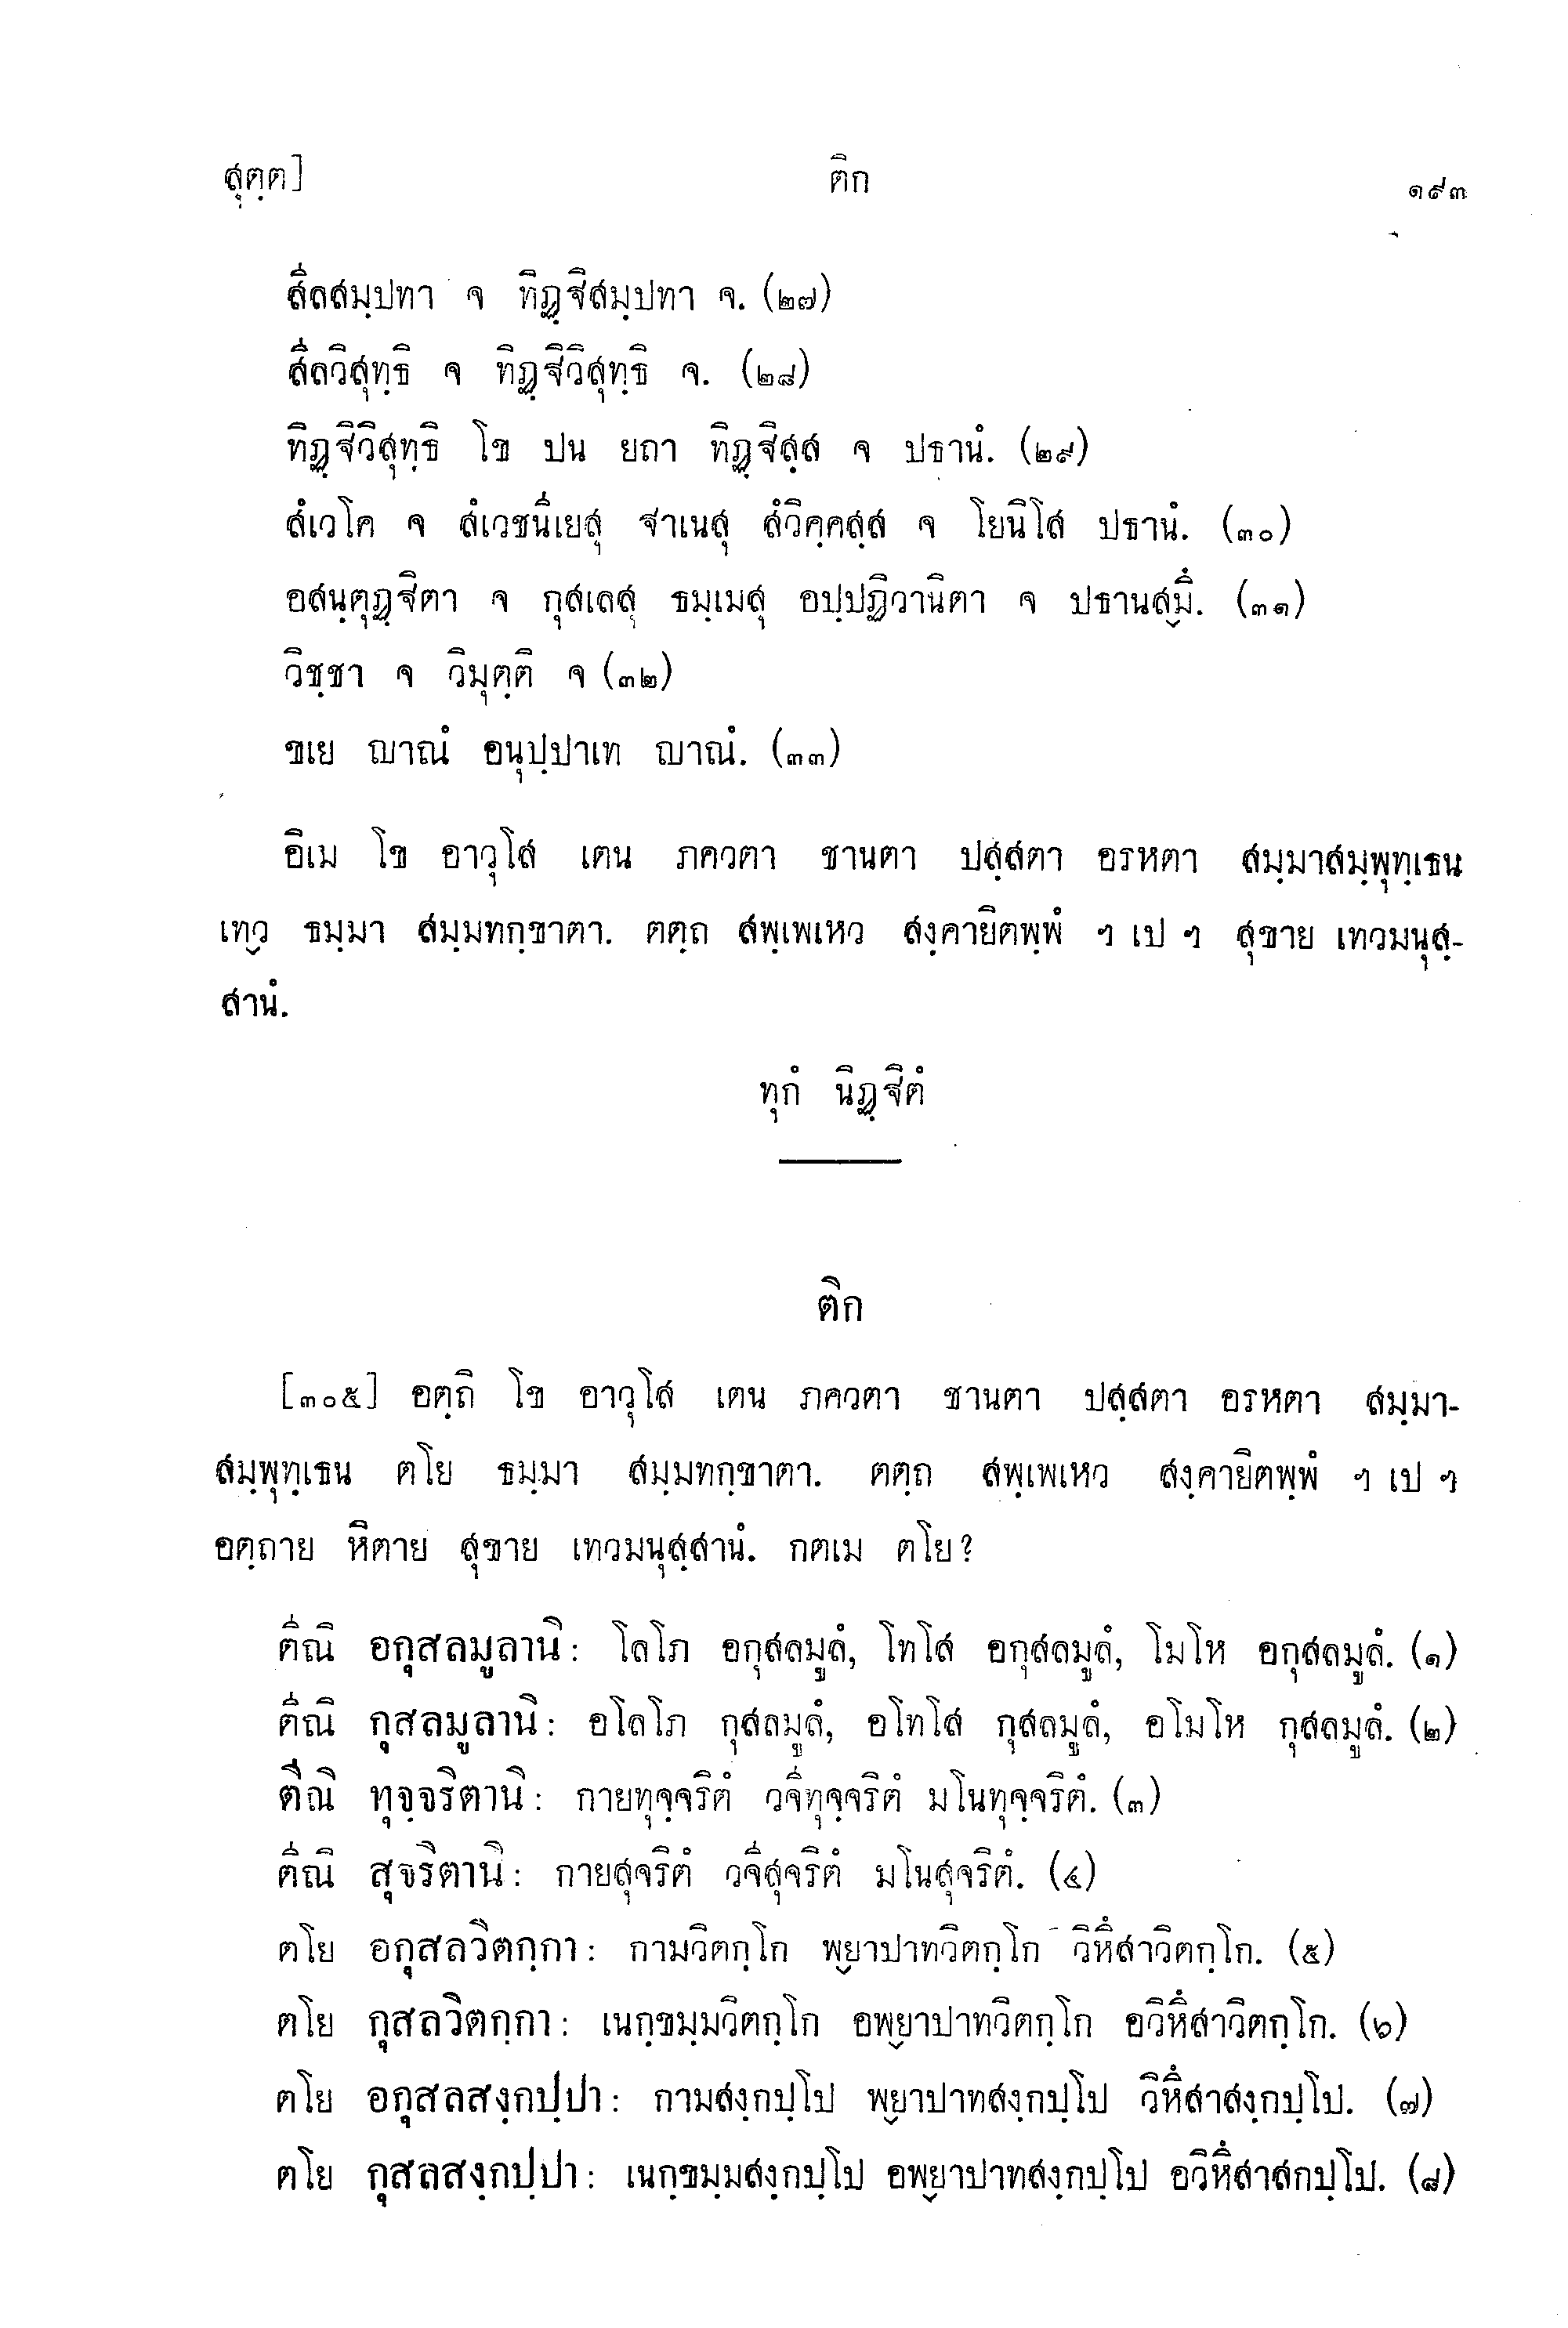 สุตฺต] ติก ๑๙๓
สีลสมฺปทา จ ทิฏฺฐิสมฺปทา จ. (๒๗)
สีลวิสุทฺธิ จ ทิฏฺฐิวิสุทฺธิ จ. (๒๘)
ทิฏฺฐิวิสุทฺธิ โข ปน ยถา ทิฏฺฐิสฺส จ ปธานํ. (๒๙)
สํเวโค จ สํเวชนีเยสุ ฐาเนสุ สํวิคฺคสฺส จ โยนิโส ปธานํ. (๓๐)
อสนฺตุฏฺฐิตา จ กุสเลสุ ธมฺเมสุ อปฺปฏิวานิตา จ ปธานสฺมึ. (๓๑)
วิชฺชา จ วิมุตฺติ จ (๓๒)
ขเย ญาณํ อนุปฺปาเท ญาณํ. (๓๓)
อิเม โข อาวุโส เตน ภควตา ชานตา ปสฺสตา อรหตา สมฺมาสมฺพุทฺเธน
เทฺว ธมฺมา สมฺมทกฺขาตา. ตตฺถ สพฺเพเหว สงฺคายิตพฺพํ ฯ เป ฯ สุขาย เทวมนุสฺ-
สานํ.
ทุกํ นิฏฺฐิตํ
ติก
[๓๐๕] อตฺถิ โข อาวุโส เตน ภควตา ชานตา ปสฺสตา อรหตา สมฺมา-
สมฺพุทฺเธน ตโย ธมฺมา สมฺมทกฺขาตา. ตตฺถ สพฺเพเหว สงฺคายิตพฺพํ ฯ เป ฯ
อตฺถาย หิตาย สุขาย เทวมนุสฺสานํ. กตเม ตโย?
ตีณิ อกุสลมูลานิ: โลโภ อกุสลมูลํ, โทโส อกุสลมูลํ, โมโห อกุสลมูลํ. (๑)
ตีณิ กุสลมูลานิ: อโลโภ กุสลมูลํ, อโทโส กุสลมูลํ, อโมโห กุสลมูลํ. (๒)
ตีณิ ทุจฺจริตานิ: กายทุจฺจริตํ วจีทุจฺจริตํ มโนทุจฺจริตํ. (๓)
ตีณิ สุจริตานิ: กายสุจริตํ วจีสุจริตํ มโนสุจริตํ. (๔)
ตโย อกุสลวิตกฺกา: กามวิตกฺโก พฺยาปาทวิตกฺโก วิหึสาวิตกฺโก. (๕)
ตโย กุสลวิตกฺกา: เนกฺขมฺมวิตกฺโก อพฺยาปาทวิตกฺโก อวิหึสาวิตกฺโก. (๖)
ตโย อกุสลสงฺกปฺปา: กามสงฺกปฺโป พฺยาปาทสงฺกปฺโป วิหึสาสงฺกปฺโป. (๗)
ตโย กุสลสงฺกปฺปา: เนกฺขมฺมสงฺกปฺโป อพฺยาปาทสงฺกปฺโป อวิหึสาสกปฺโป. (๘)